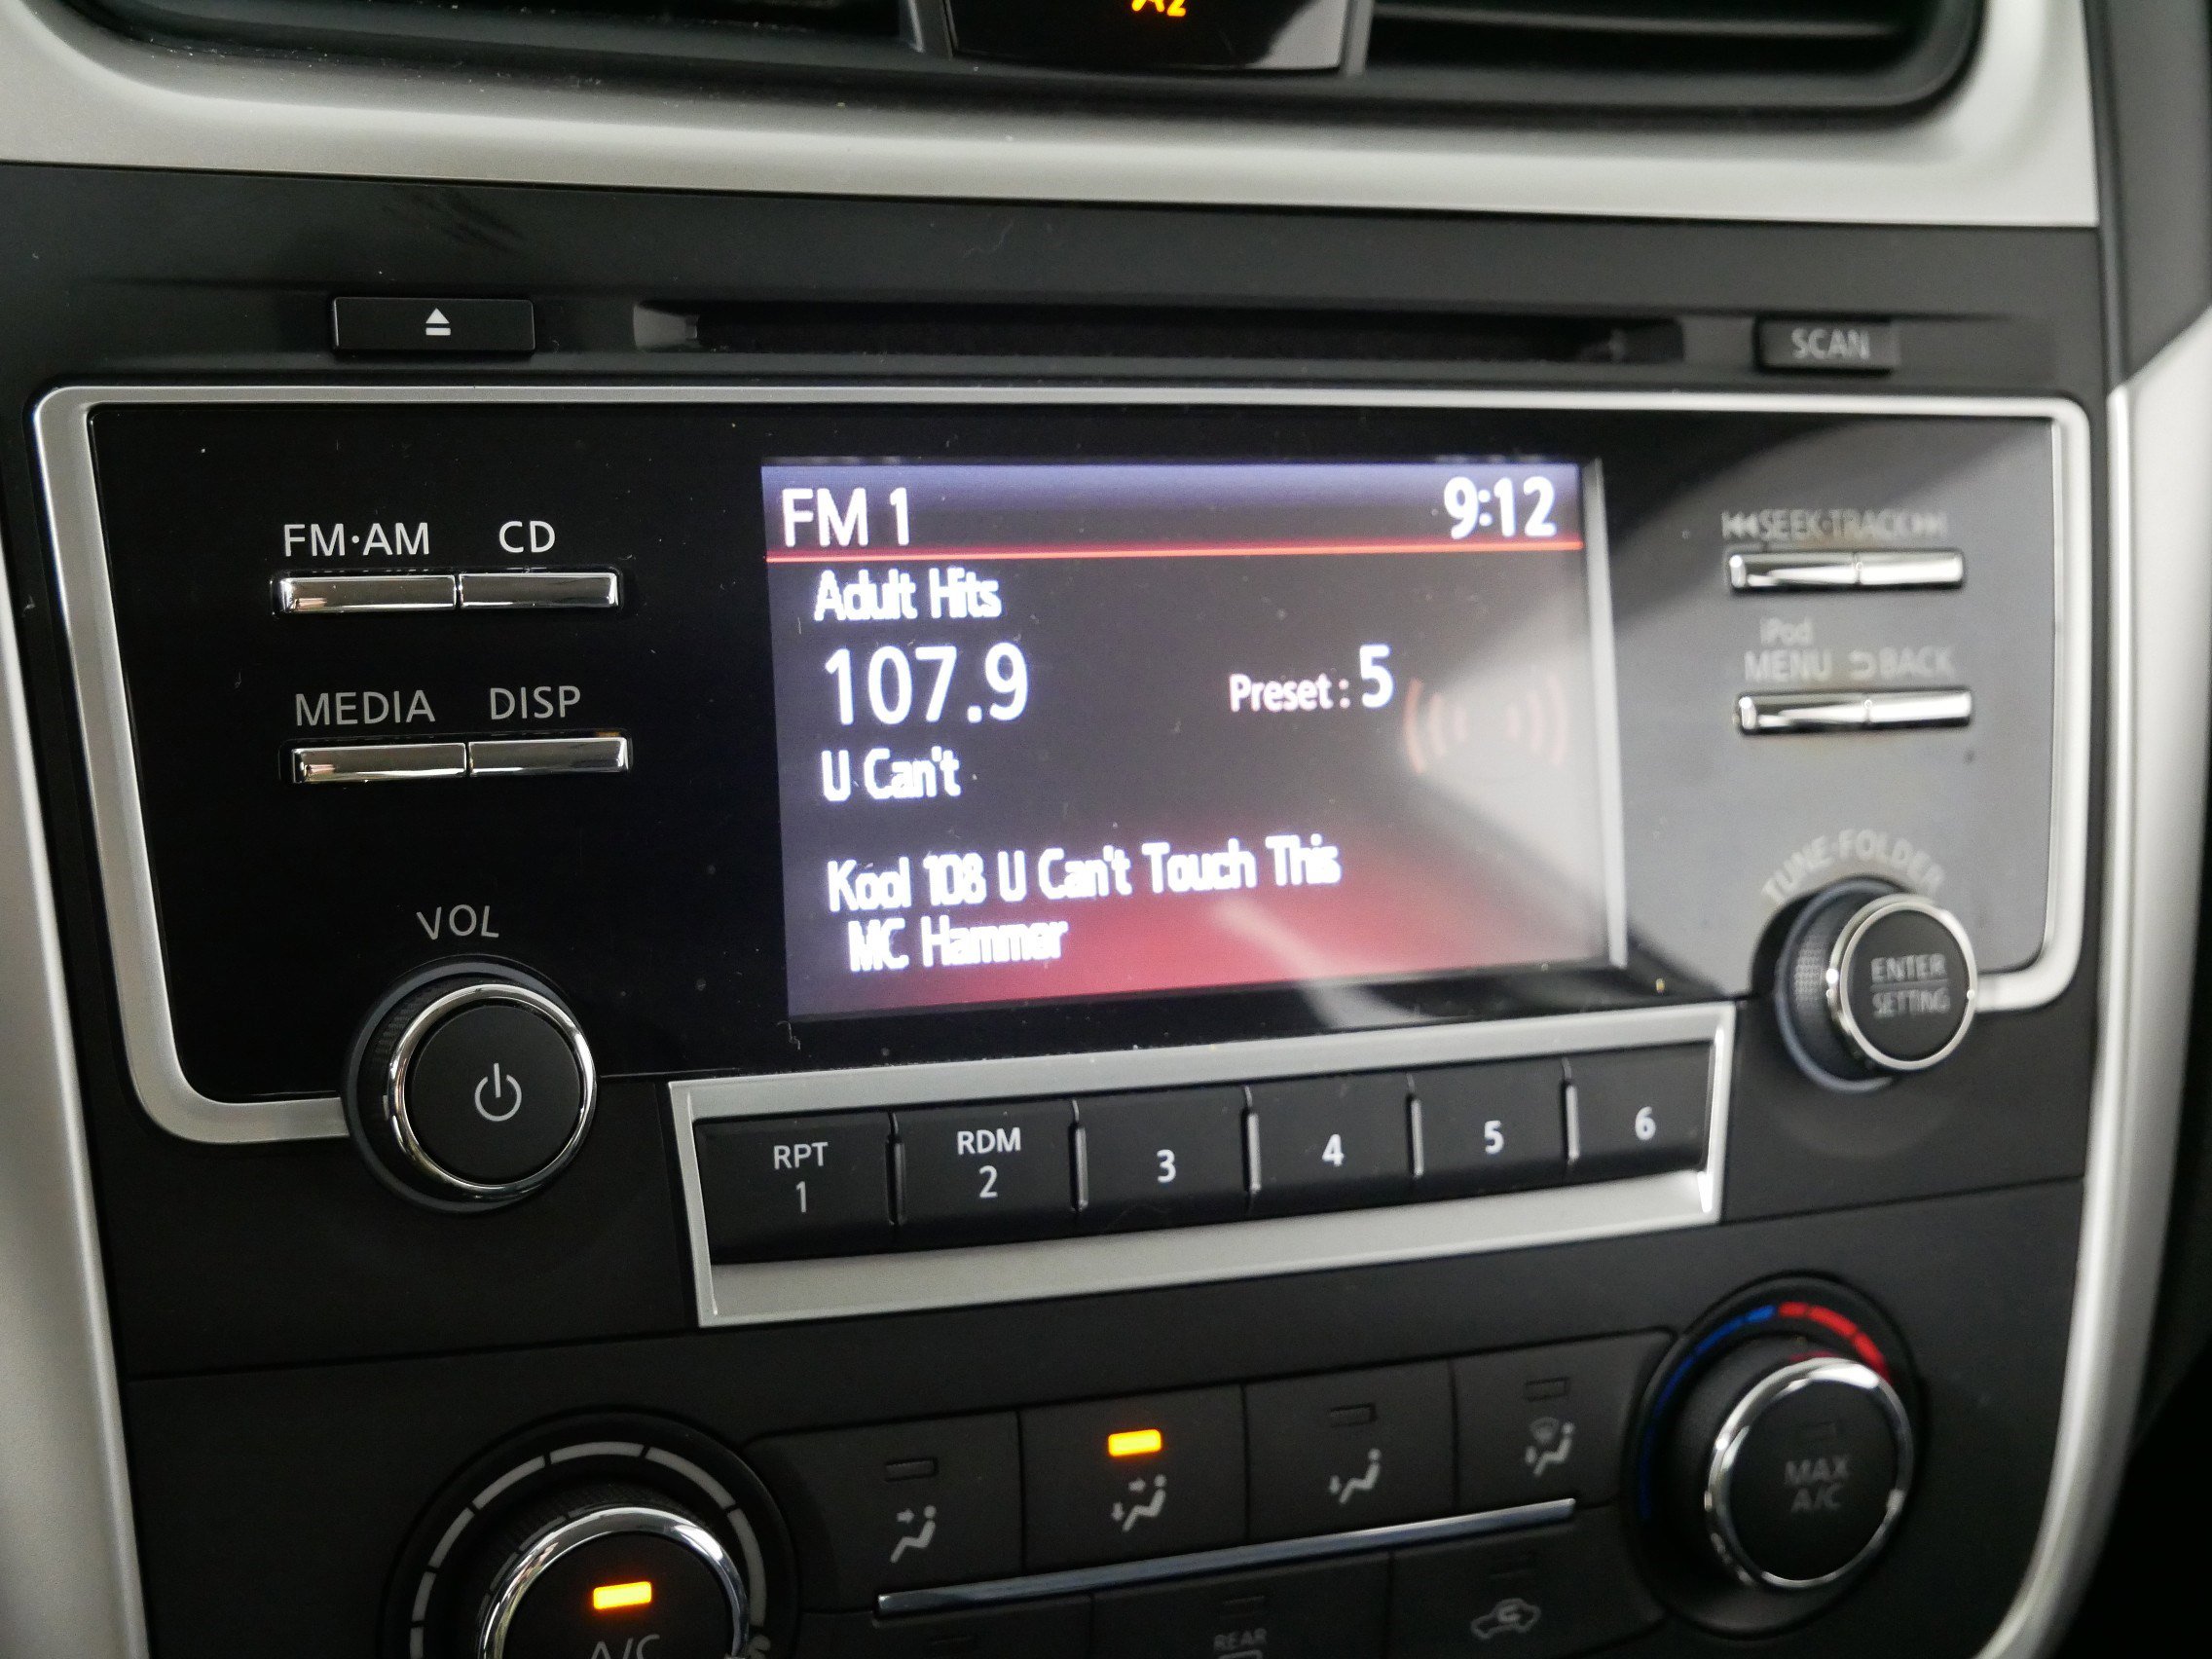 SCAN
FM·AM CD
FM 1 9:12
SEEK·TRACK
Adult Hits
iPod
MENU BACK
107.9 Preset : 5
MEDIA DISP
U Can't
Kool 108 U Can't Touch This
MC Hammer
TUNE·FOLDER
VOL
ENTER
SETTING
RPT
1
RDM
2
3
4
5
6
MAX
A/C
A/C
REAR